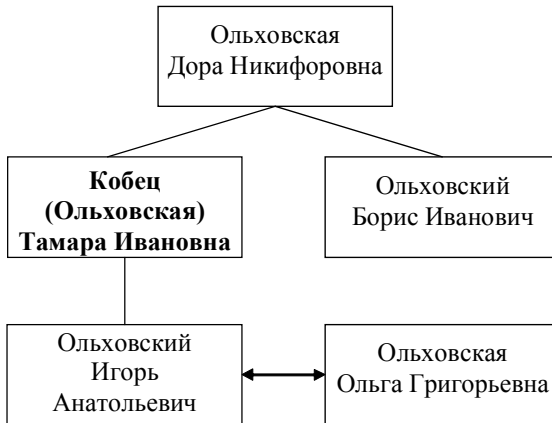 Ольховская
Дора Никифоровна
Кобец
(Ольховская)
Тамара Ивановна
Ольховский
Борис Иванович
Ольховский
Игорь
Анатольевич
Ольховская
Ольга Григорьевна